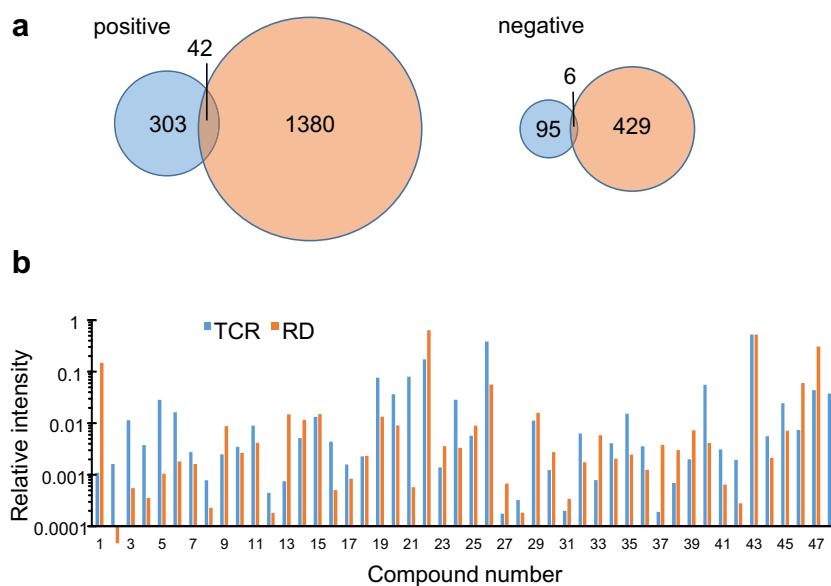 a
positive
negative
42
6
303
1380
95
429
b
TCR RD
Relative intensity
1
0.1
0.01
0.001
0.0001
1 3 5 7 9 11 13 15 17 19 21 23 25 27 29 31 33 35 37 39 41 43 45 47
Compound number